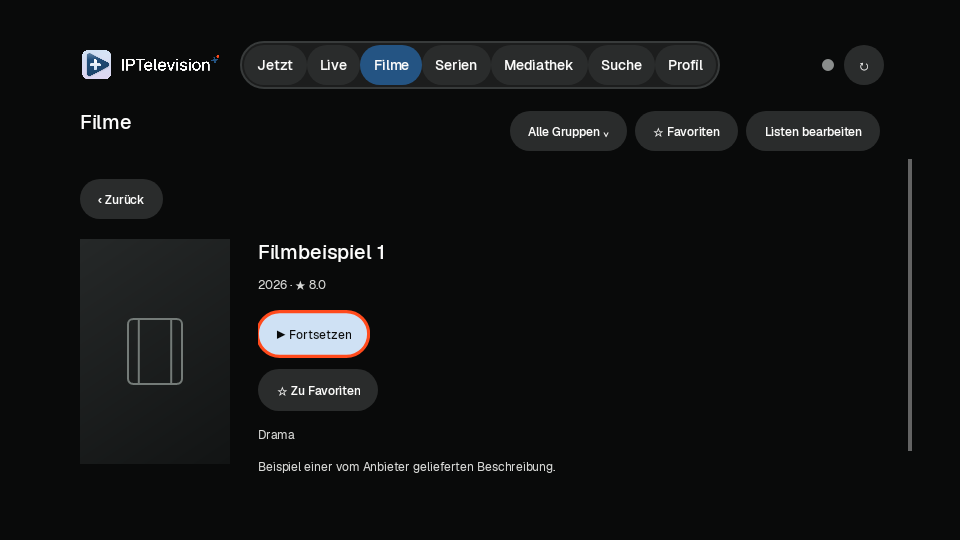 IPTelevision+
Jetzt Live Filme Serien Mediathek Suche Profil ↻
Filme
Alle Gruppen ⌄ ☆ Favoriten Listen bearbeiten
‹ Zurück
Filmbeispiel 1
2026 · ★ 8.0
▶ Fortsetzen
☆ Zu Favoriten
Drama
Beispiel einer vom Anbieter gelieferten Beschreibung.